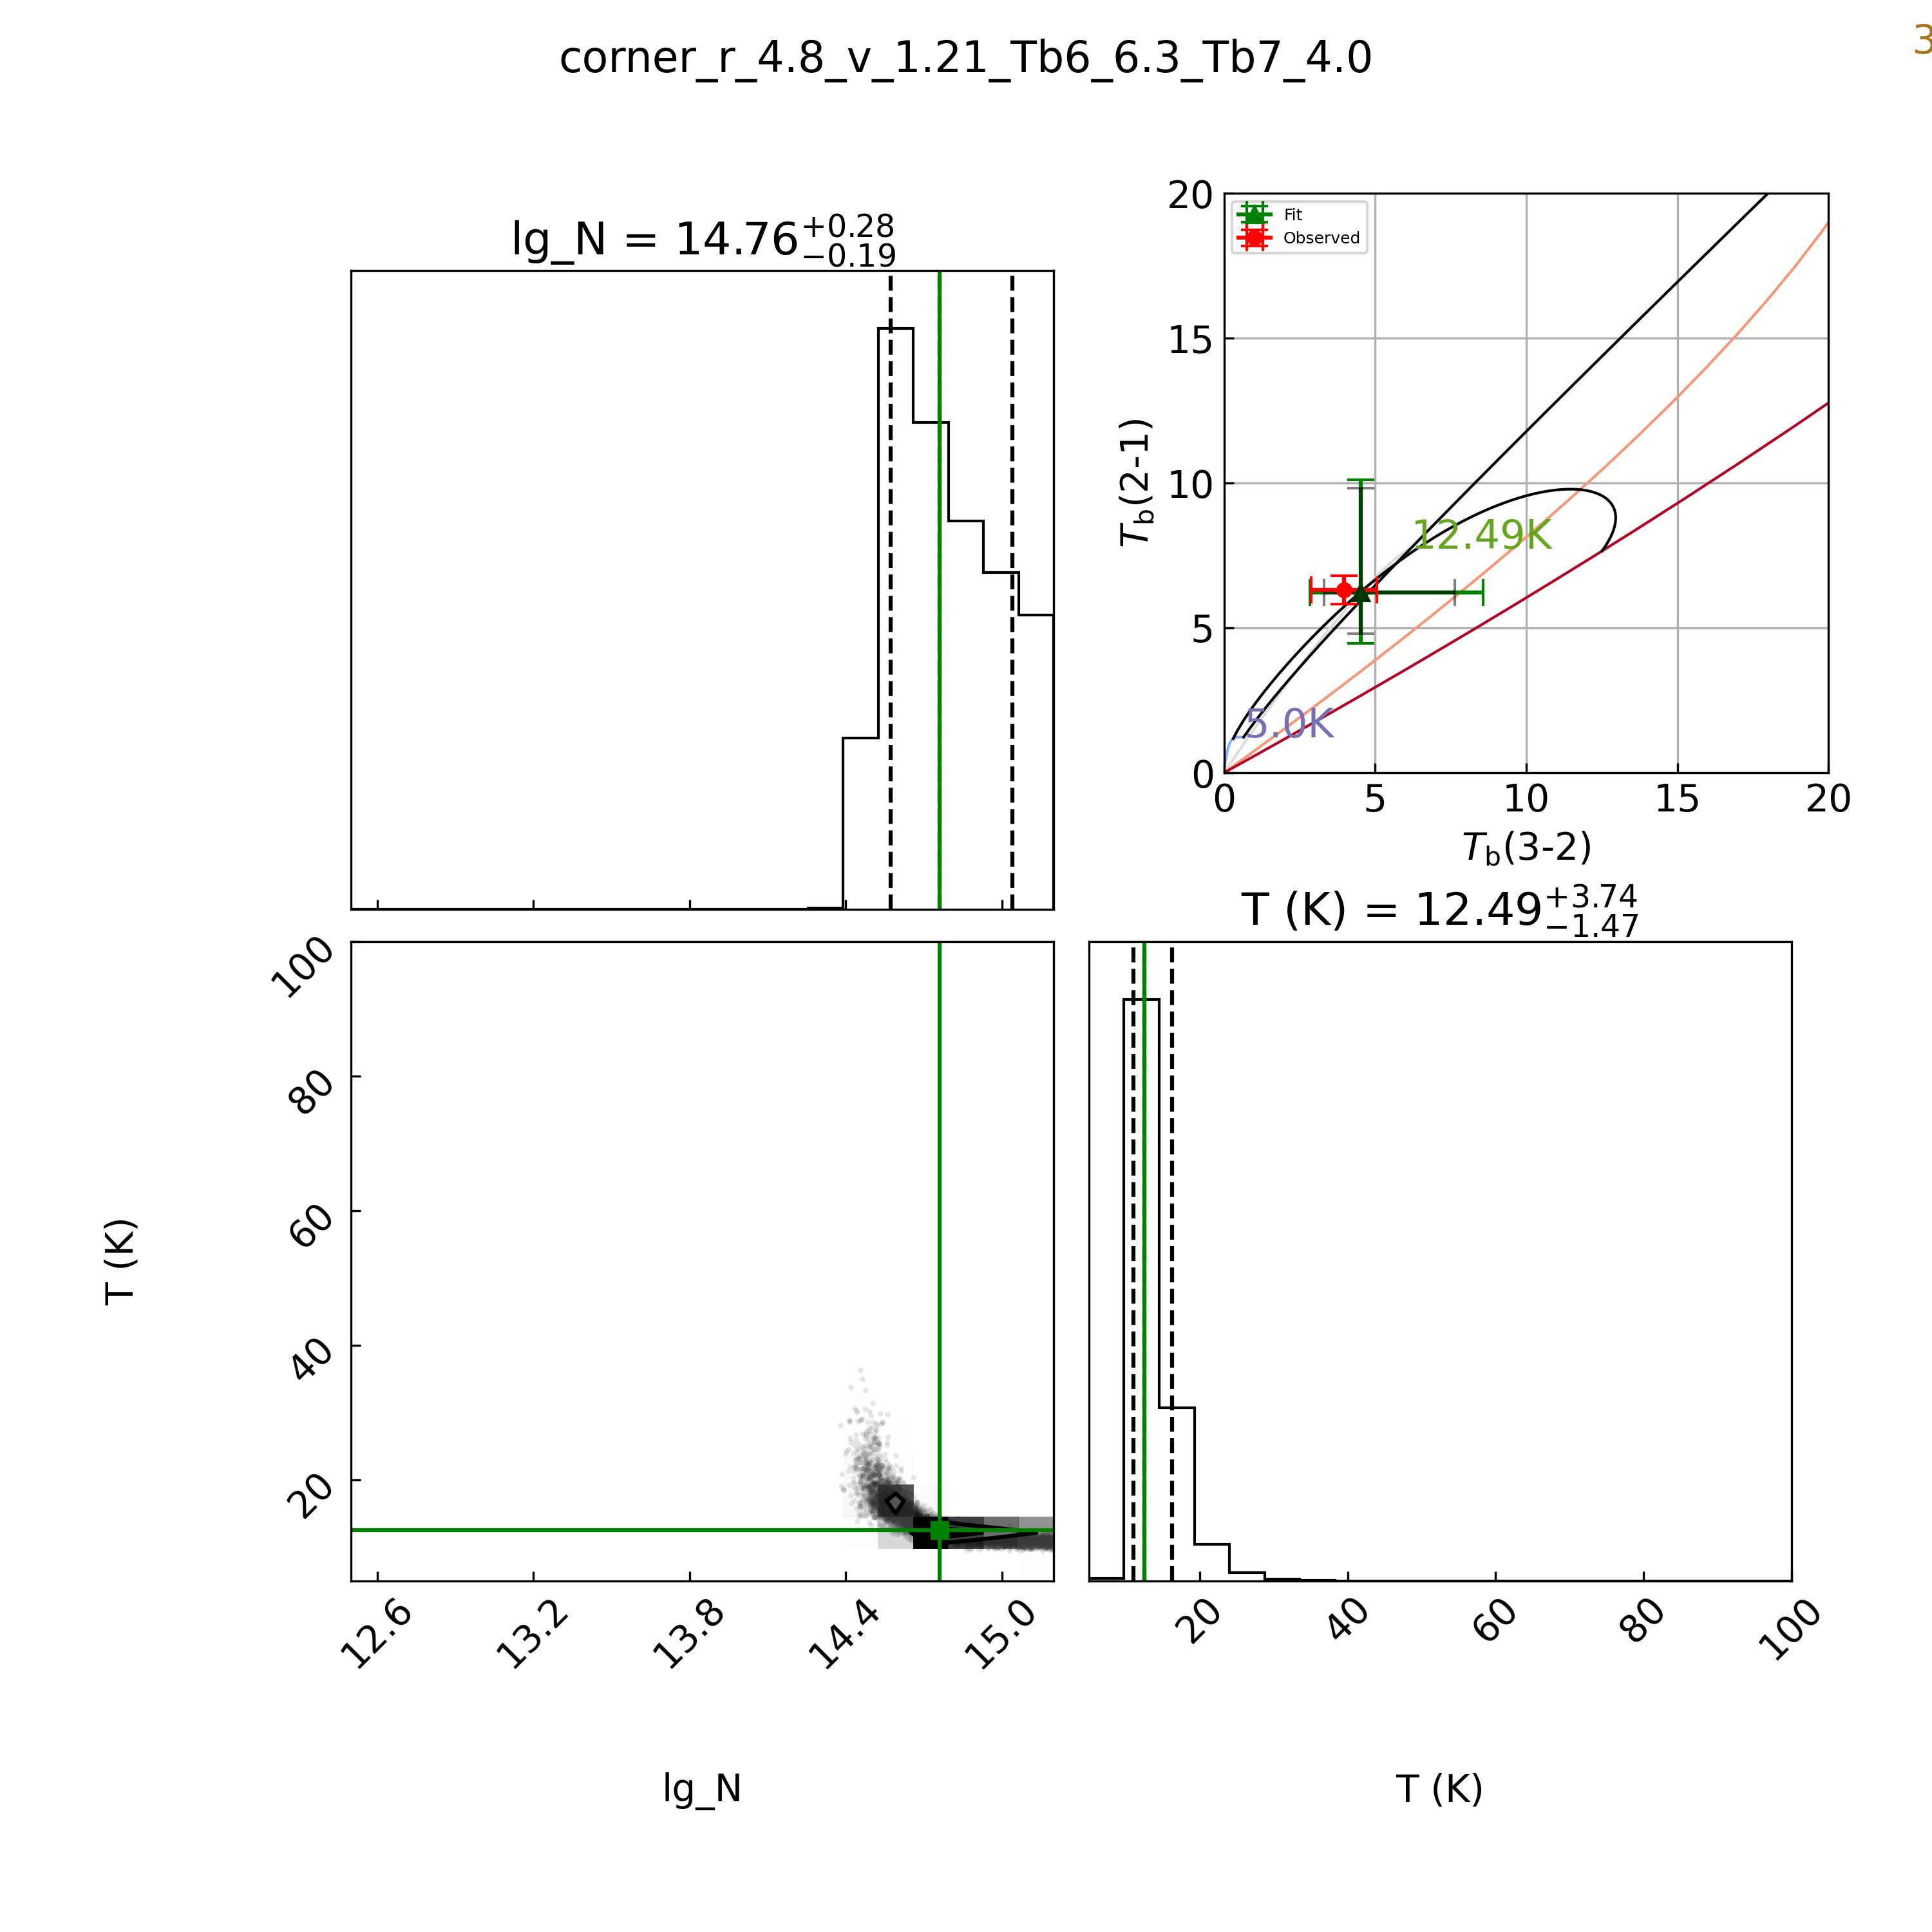 corner_r_4.8_v_1.21_Tb6_6.3_Tb7_4.0
3
lg_N = 14.76+0.28−0.19
20
15
10
5
0
Fit
Observed
12.49K
5.0K
Tb(2-1)
0 5 10 15 20
Tb(3-2)
T (K) = 12.49+3.74−1.47
100
80
60
40
20
T (K)
12.6 13.2 13.8 14.4 15.0
20 40 60 80 100
lg_N
T (K)